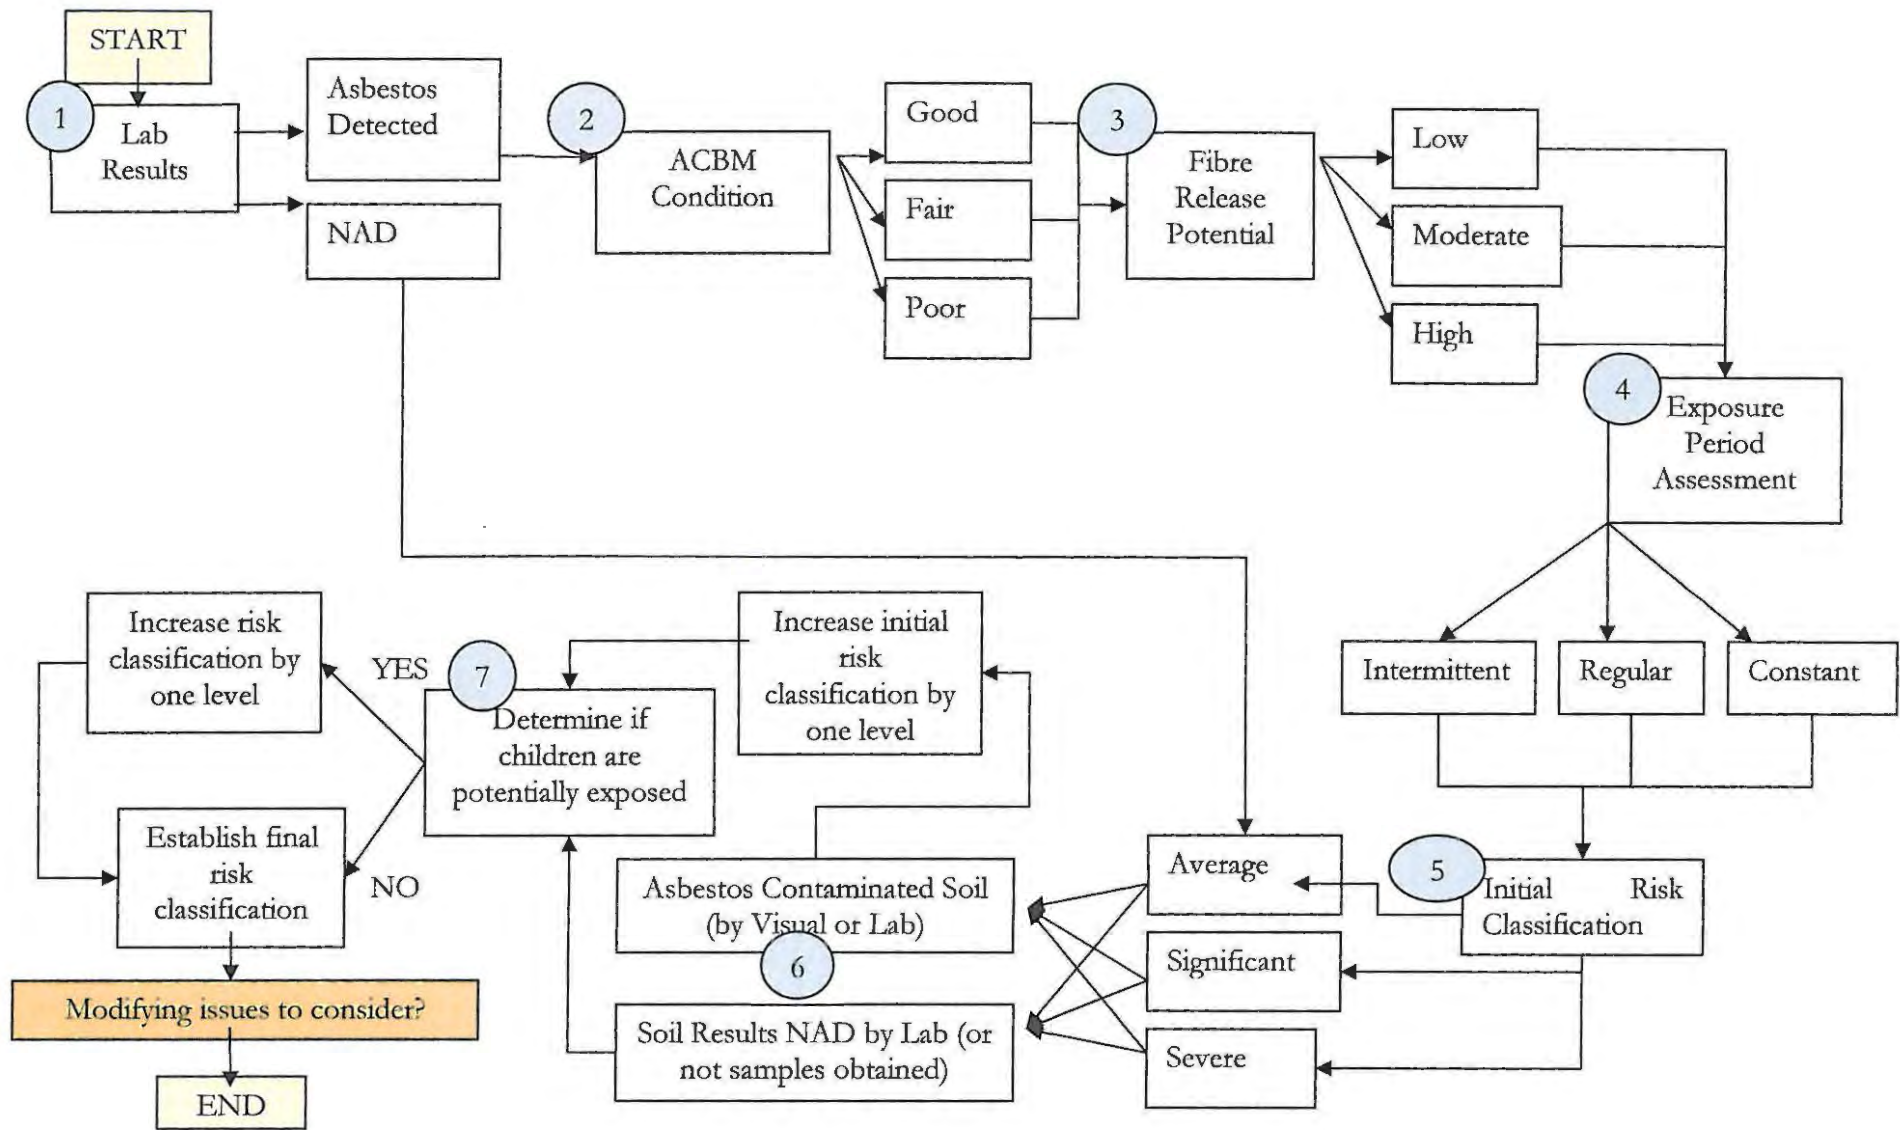 START
1
Lab
Results
Asbestos
Detected
NAD
2
ACBM
Condition
Good
Fair
Poor
3
Fibre
Release
Potential
Low
Moderate
High
4
Exposure
Period
Assessment
Intermittent
Regular
Constant
5
Initial Risk
Classification
Average
Significant
Severe
Asbestos Contaminated Soil
(by Visual or Lab)
6
Soil Results NAD by Lab (or
not samples obtained)
Increase initial
risk
classification by
one level
7
Determine if
children are
potentially exposed
YES
NO
Increase risk
classification by
one level
Establish final
risk
classification
Modifying issues to consider?
END